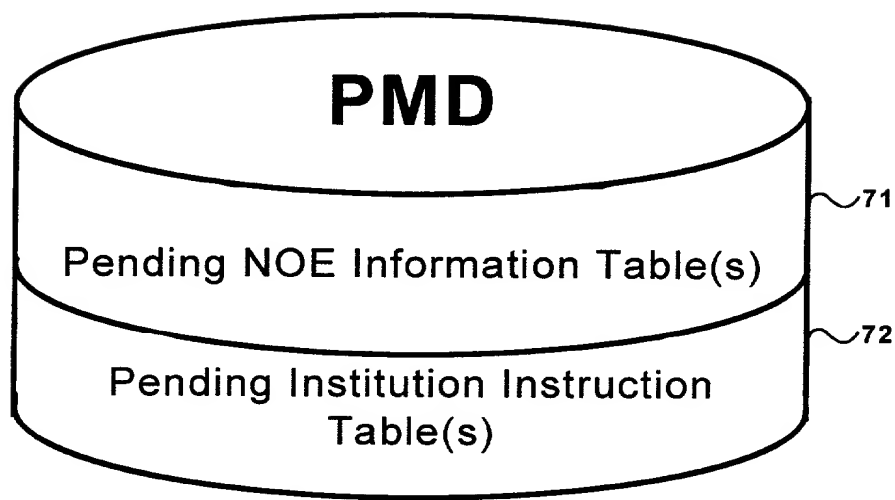 PMD
71
Pending NOE Information Table(s)
72
Pending Institution Instruction
Table(s)